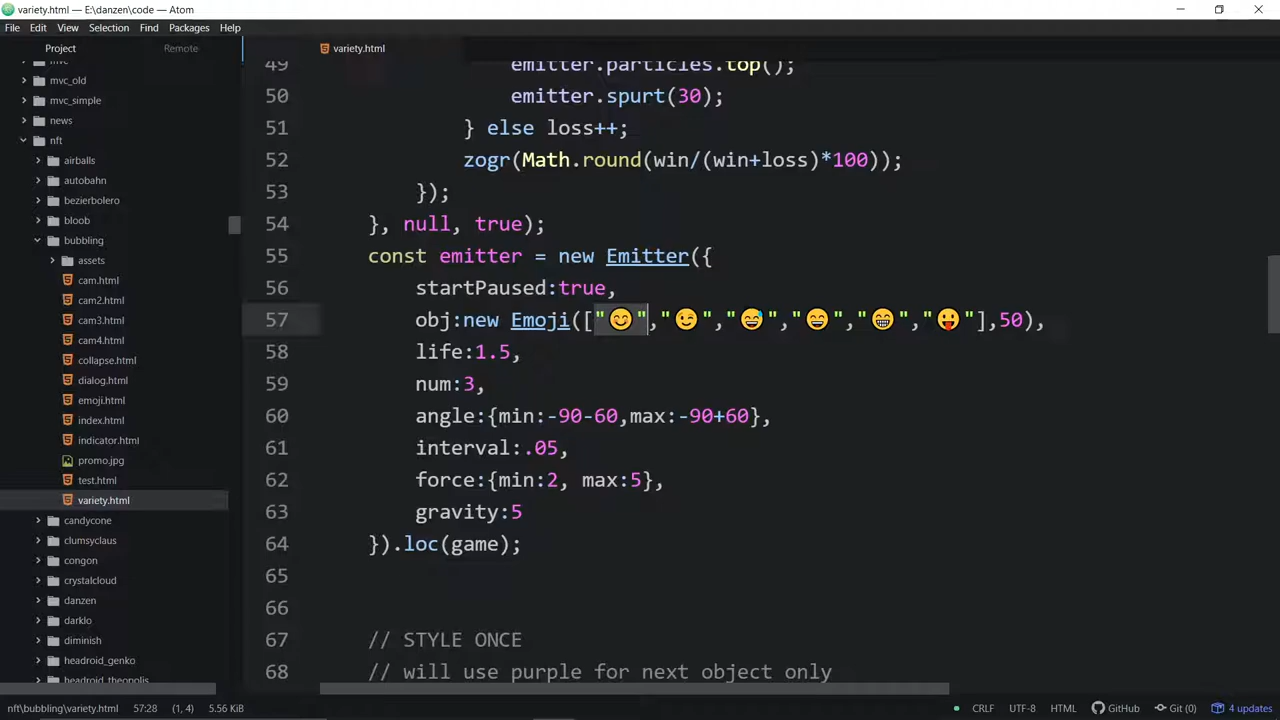 variety.html — E:\danzen\code — Atom
File Edit View Selection Find Packages Help
Project Remote
variety.html
mvc
mvc_old
mvc_simple
news
nft
airballs
autobahn
bezierbolero
bloob
bubbling
assets
cam.html
cam2.html
cam3.html
cam4.html
collapse.html
dialog.html
emoji.html
index.html
indicator.html
promo.jpg
test.html
variety.html
candycone
clumsyclaus
congon
crystalcloud
danzen
darklo
diminish
headroid_genko
headroid_theopolis
49 emitter.particles.top();
50 emitter.spurt(30);
51 } else loss++;
52 zogr(Math.round(win/(win+loss)*100));
53 });
54 }, null, true);
55 const emitter = new Emitter({
56 startPaused:true,
57 obj:new Emoji(["😊","😉","😅","😄","😁","😛"],50),
58 life:1.5,
59 num:3,
60 angle:{min:-90-60,max:-90+60},
61 interval:.05,
62 force:{min:2, max:5},
63 gravity:5
64 }).loc(game);
65
66
67 // STYLE ONCE
68 // will use purple for next object only
nft\bubbling\variety.html 57:28 (1, 4) 5.56 KiB CRLF UTF-8 HTML GitHub Git (0) 4 updates